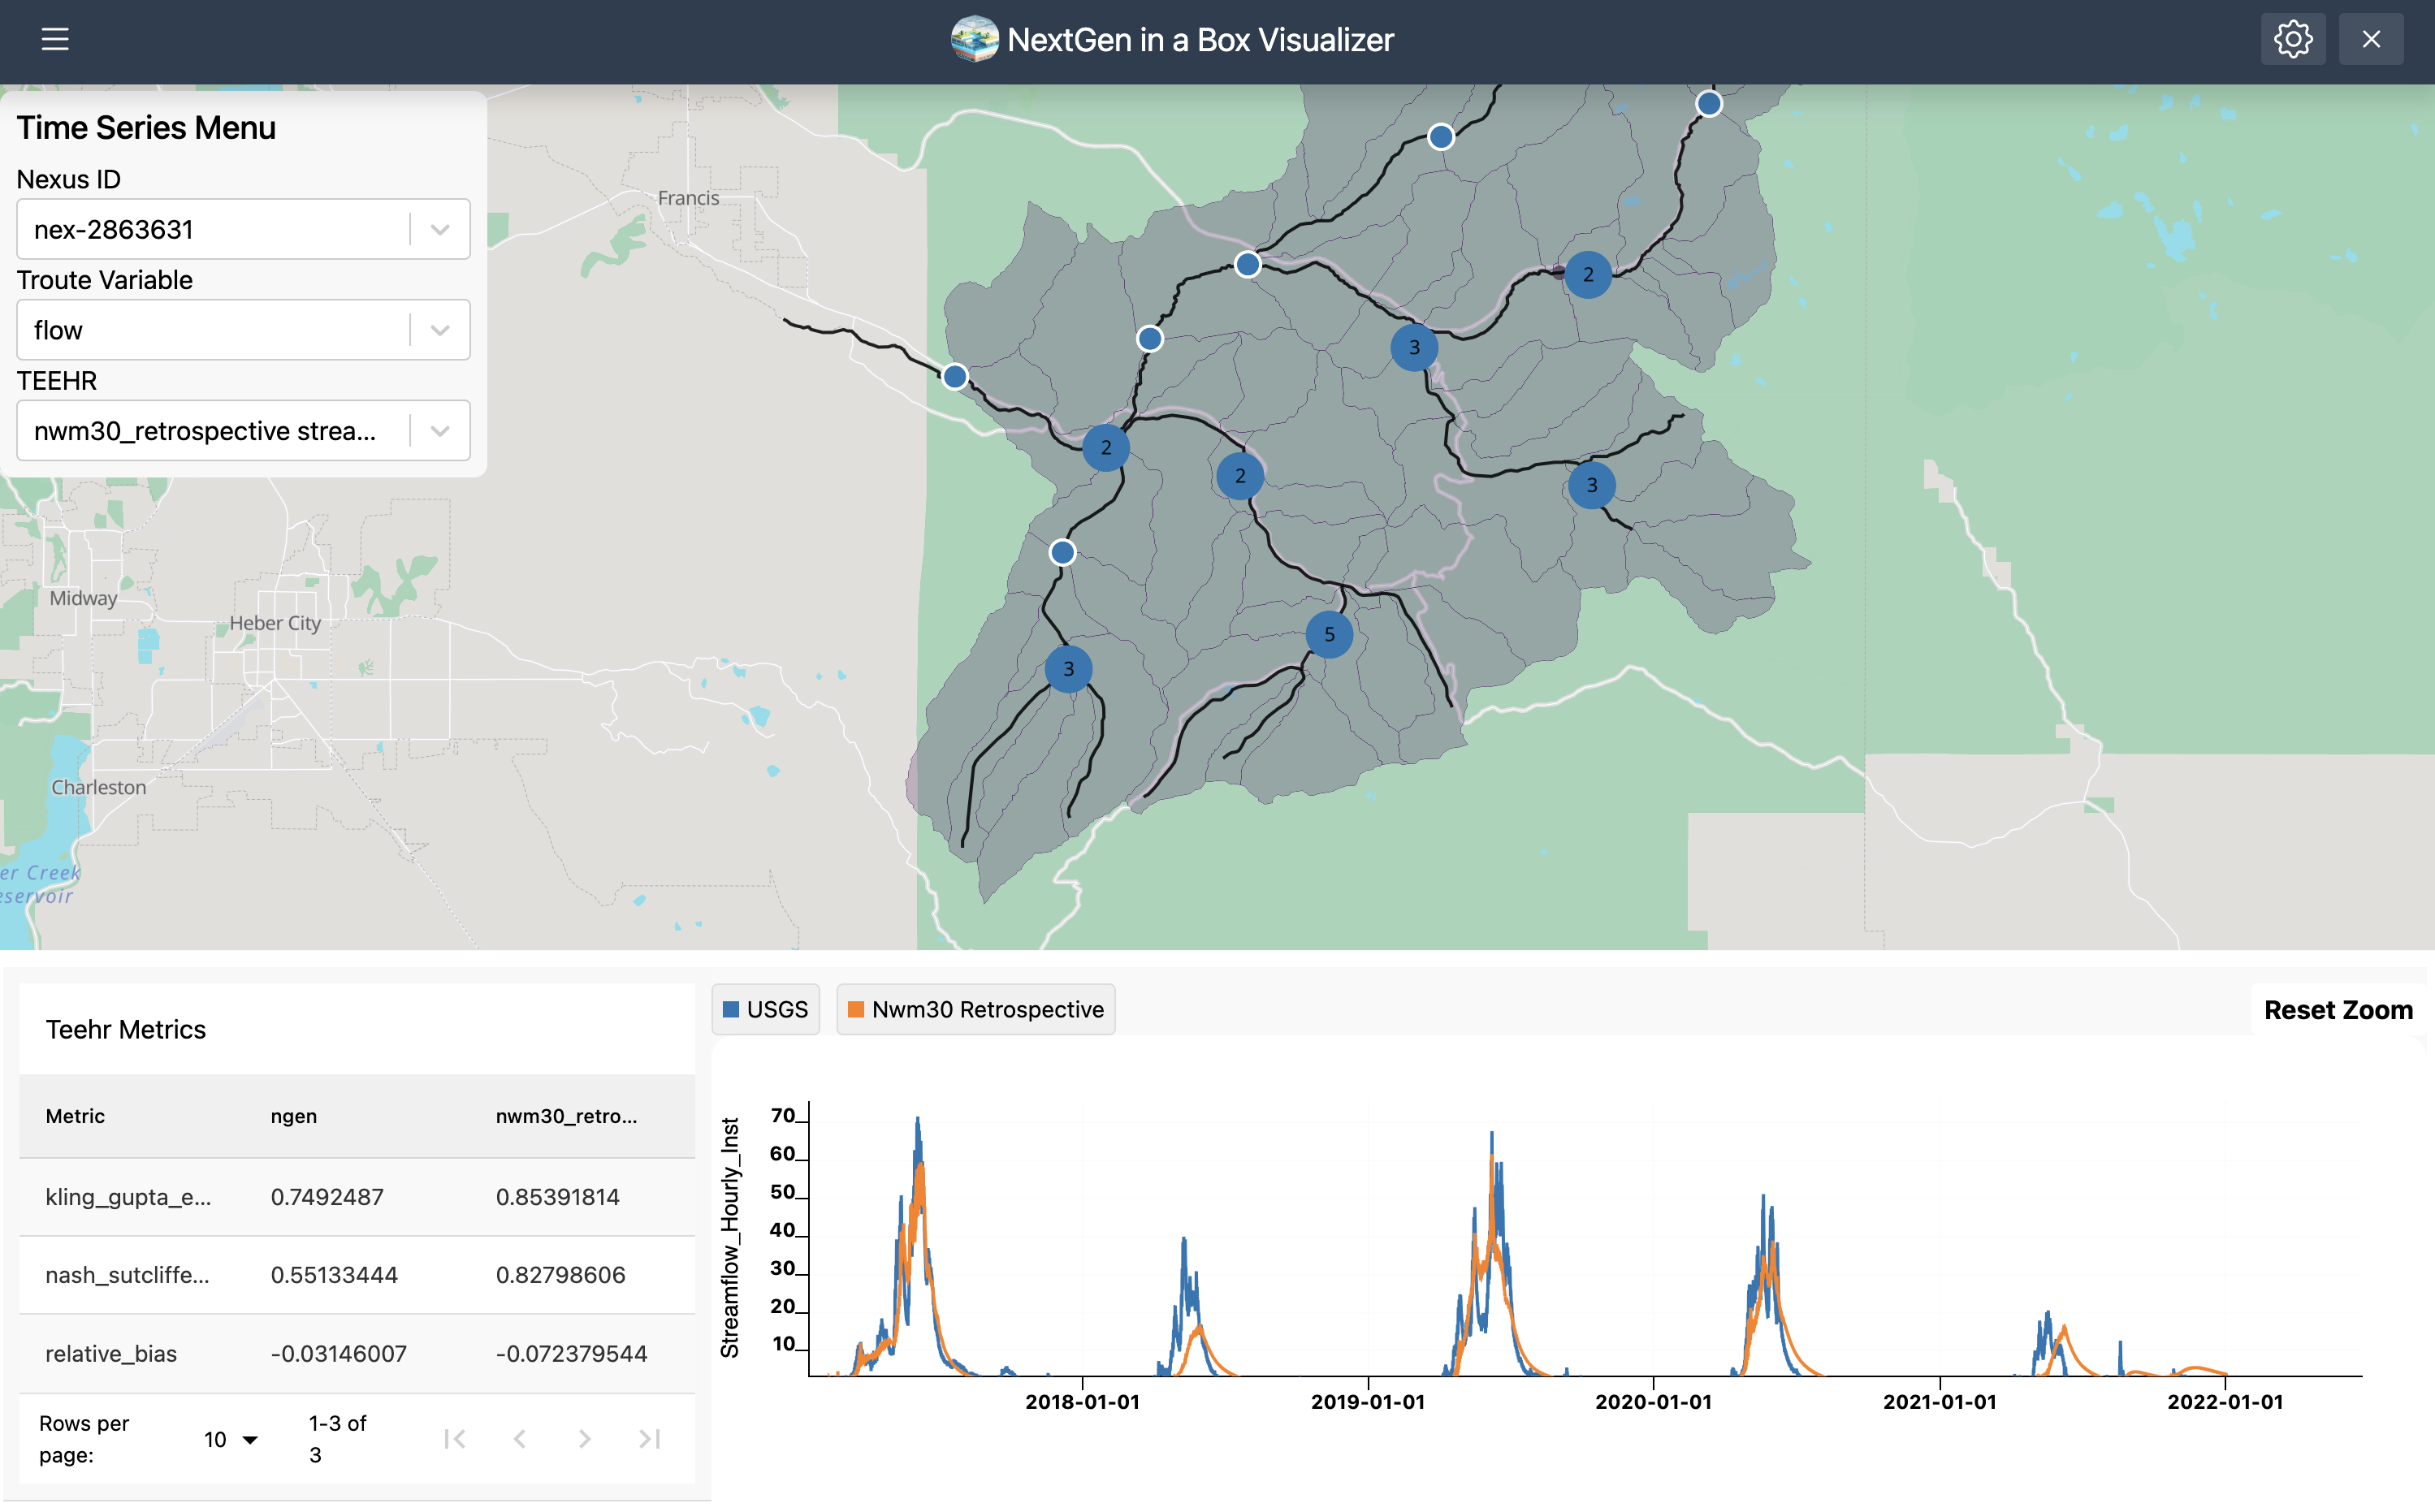 NextGen in a Box Visualizer
Time Series Menu
Nexus ID
nex-2863631
Troute Variable
flow
TEEHR
nwm30_retrospective strea...
Francis
Midway
Heber City
Charleston
er Creek
eservoir
2
3
2
2
3
5
3
Teehr Metrics
Metric ngen nwm30_retro...
kling_gupta_e... 0.7492487 0.85391814
nash_sutcliffe... 0.55133444 0.82798606
relative_bias -0.03146007 -0.072379544
Rows per page: 10 1-3 of 3
USGS Nwm30 Retrospective
Reset Zoom
Streamflow_Hourly_Inst
70
60
50
40
30
20
10
2018-01-01 2019-01-01 2020-01-01 2021-01-01 2022-01-01